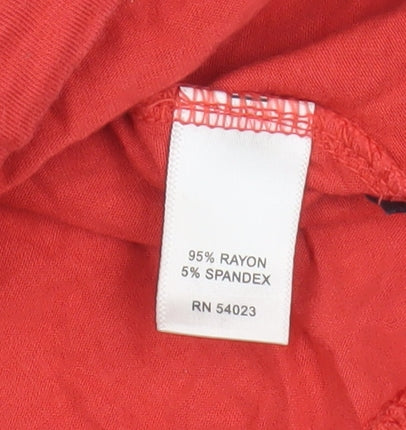 95% RAYON
5% SPANDEX
RN 54023